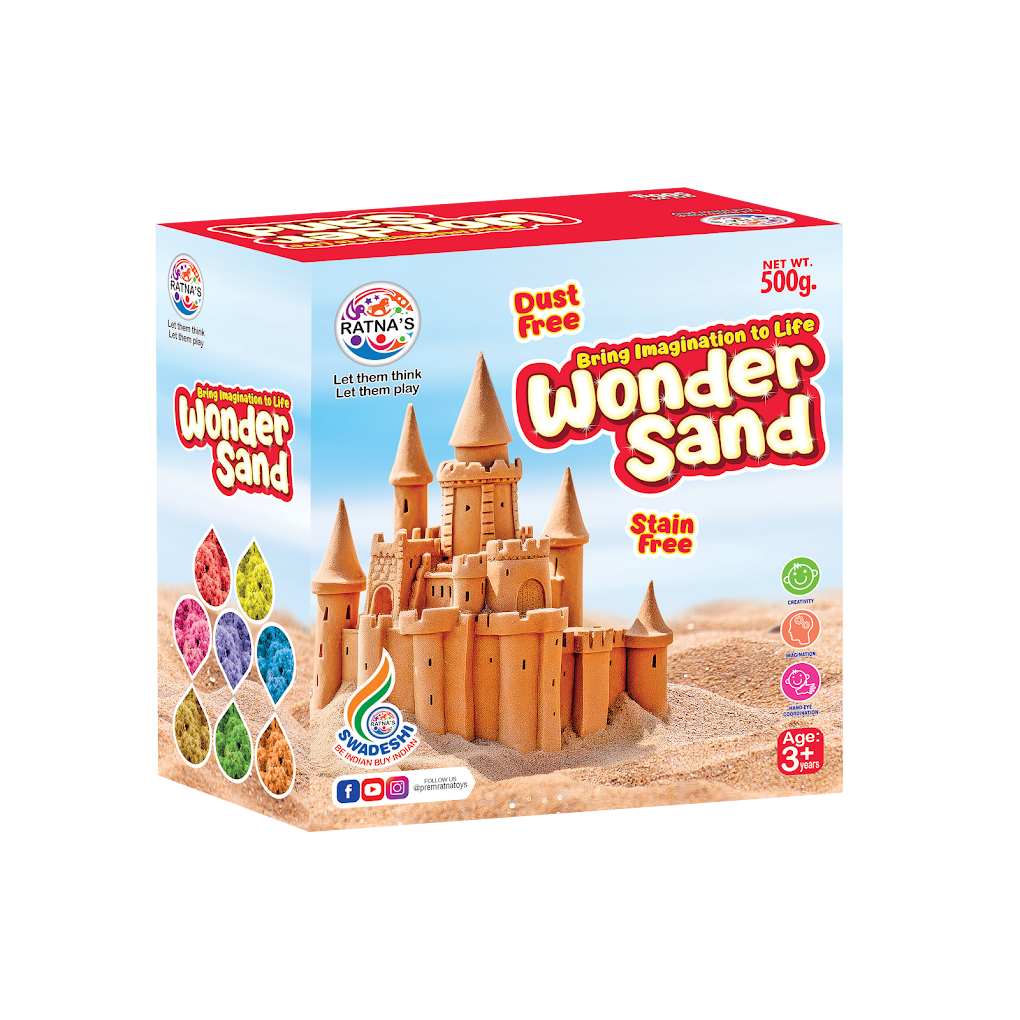 Wonder
Sand
RATNA'S
Let them think
Let them play
Bring Imagination to Life
Wonder
Sand
RATNA'S
Let them think
Let them play
Dust
Free
NET WT.
500g.
Bring Imagination to Life
Wonder
Sand
Stain
Free
CREATIVITY
IMAGINATION
HAND-EYE
COORDINATION
Age:
3+
years
RATNA'S
SWADESHI
BE INDIAN BUY INDIAN
FOLLOW US
@premratnatoys